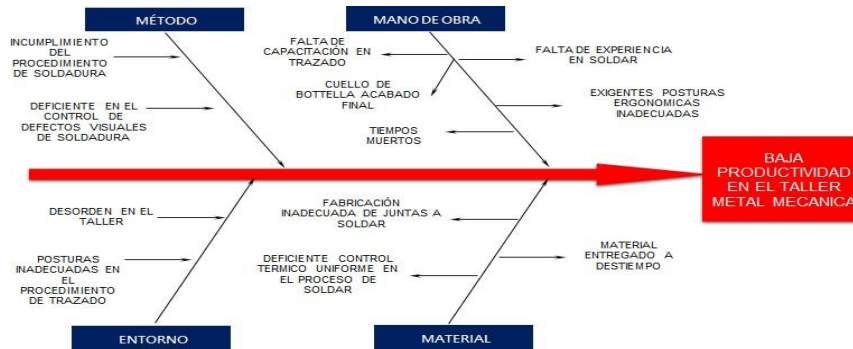 MÉTODO
MANO DE OBRA
INCUMPLIMIENTO
DEL
PROCEDIMIENTO
DE SOLDADURA
DEFICIENTE EN EL
CONTROL DE
DEFECTOS VISUALES
DE SOLDADURA
FALTA DE
CAPACITACIÓN EN
TRAZADO
CUELLO DE
BOTTELLA ACABADO
FINAL
TIEMPOS
MUERTOS
FALTA DE EXPERIENCIA
EN SOLDAR
EXIGENTES POSTURAS
ERGONOMICAS
INADECUADAS
BAJA
PRODUCTIVIDAD
EN EL TALLER
METAL MECANICA
DESORDEN EN EL
TALLER
POSTURAS
INADECUADAS EN
EL
PROCEDIMIENTO
DE TRAZADO
FABRICACIÓN
INADECUADA DE JUNTAS A
SOLDAR
DEFICIENTE CONTROL
TERMICO UNIFORME EN
EL PROCESO DE
SOLDAR
MATERIAL
ENTREGADO A
DESTIEMPO
ENTORNO
MATERIAL